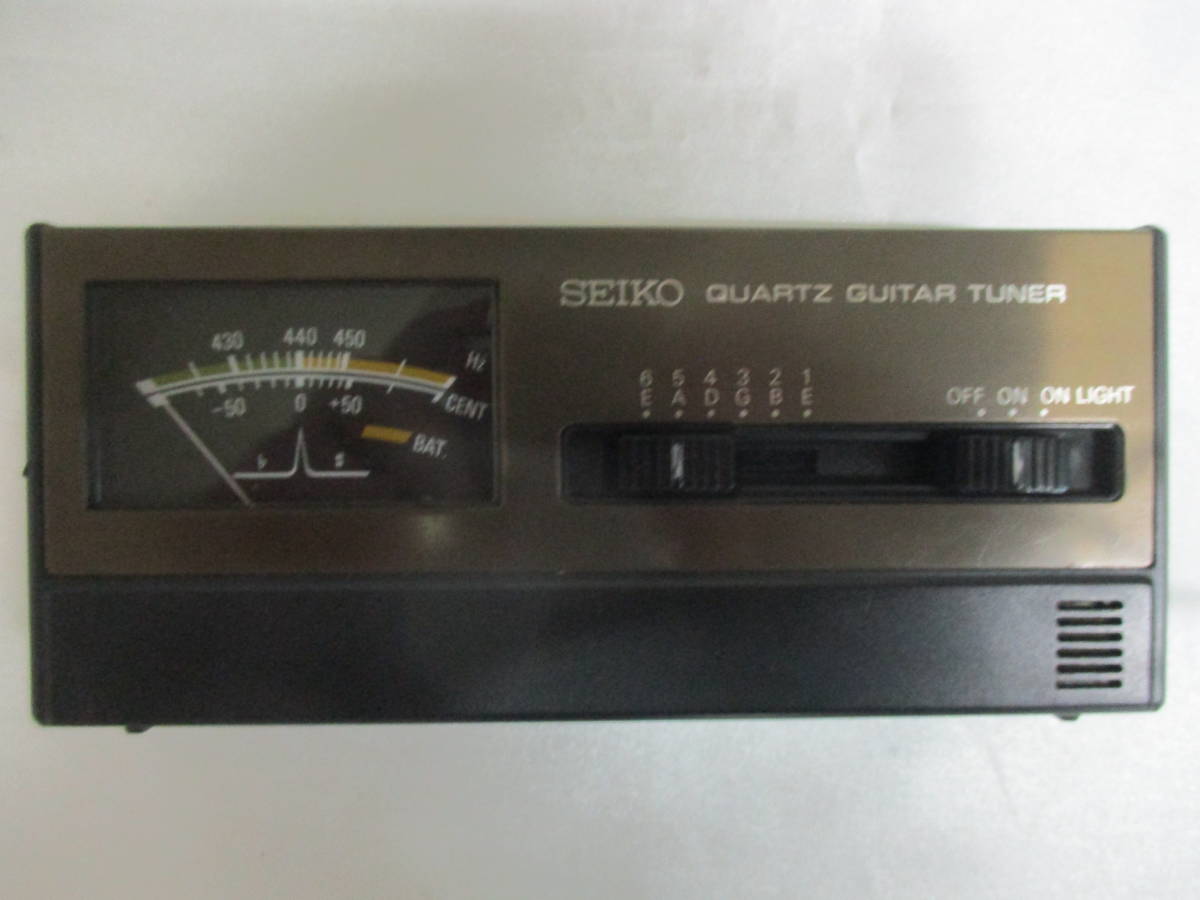 SEIKO QUARTZ GUITAR TUNER
430 440 450
Hz
-50 0 +50
CENT
BAT.
♭ ♯
6 5 4 3 2 1
E A D G B E
OFF ON ON LIGHT